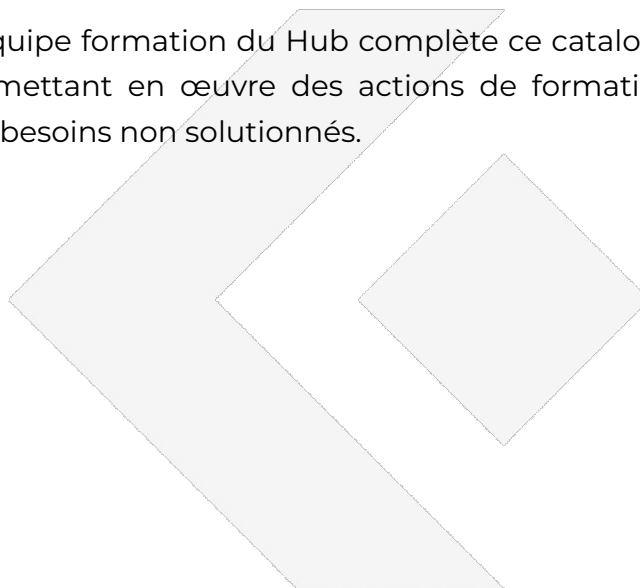 quipe formation du Hub complète ce catalo
mettant en œuvre des actions de formati
besoins non solutionnés.